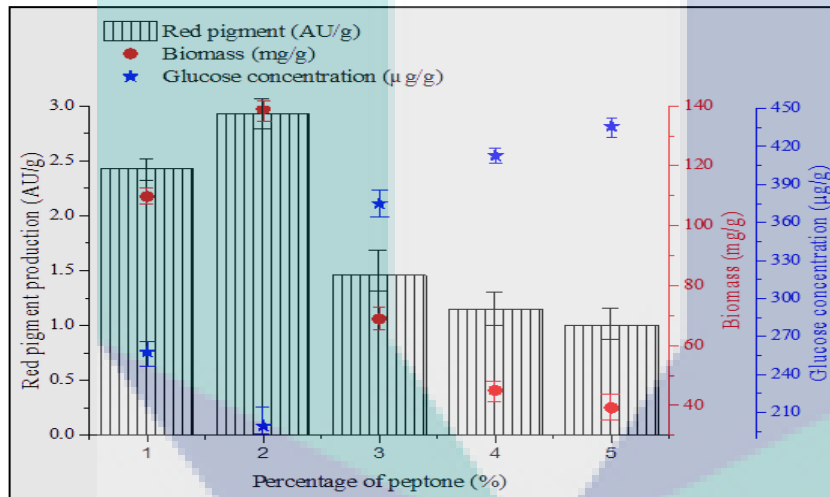 Red pigment (AU/g)
Biomass (mg/g)
Glucose concentration (µg/g)
3.0
2.5
2.0
1.5
1.0
0.5
0.0
Red pigment production (AU/g)
140
120
100
80
60
40
Biomass (mg/g)
450
420
390
360
330
300
270
240
210
Glucose concentration (µg/g)
1 2 3 4 5
Percentage of peptone (%)